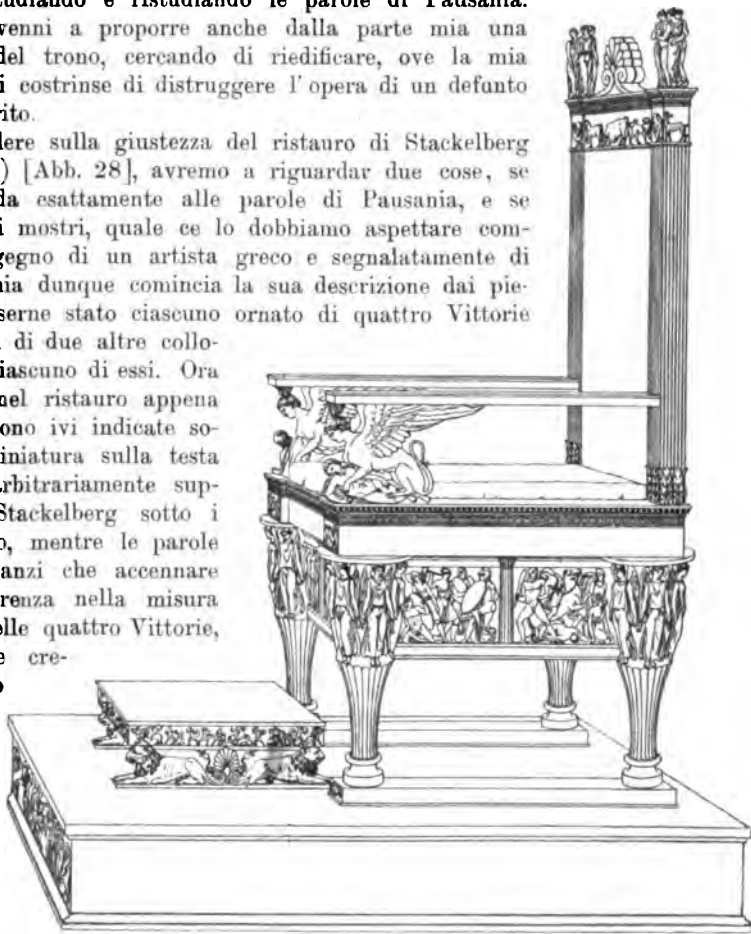 udiando e ristudiando le parole di Pausania.
venni a proporre anche dalla parte mia una
del trono, cercando di riedificare, ove la mia
i costrinse di distruggere l'opera di un defunto
rito.
dere sulla giustezza del ristauro di Stackelberg
) [Abb. 28], avremo a riguardar due cose, se
da esattamente alle parole di Pausania, e se
i mostri, quale ce lo dobbiamo aspettare com-
gegno di un artista greco e segnalatamente di
nia dunque comincia la sua descrizione dai pie-
serne stato ciascuno ornato di quattro Vittorie
di due altre collo-
iascuno di essi. Ora
nel ristauro appena
ono ivi indicate so-
iniatura sulla testa
arbitrariamente sup-
Stackelberg sotto i
o, mentre le parole
anzi che accennare
renza nella misura
elle quattro Vittorie,
e cre-